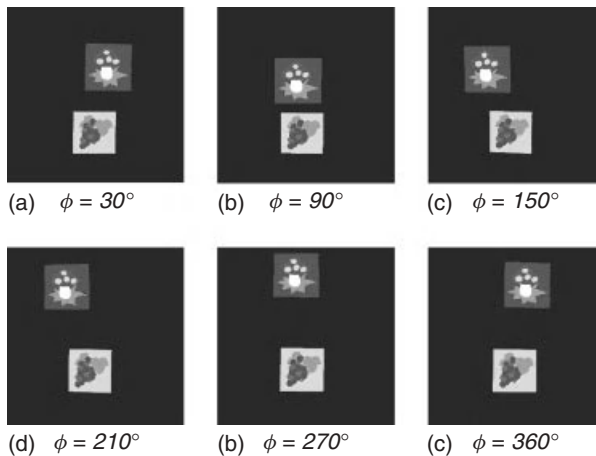 (a) ϕ = 30°
(b) ϕ = 90°
(c) ϕ = 150°
(d) ϕ = 210°
(b) ϕ = 270°
(c) ϕ = 360°